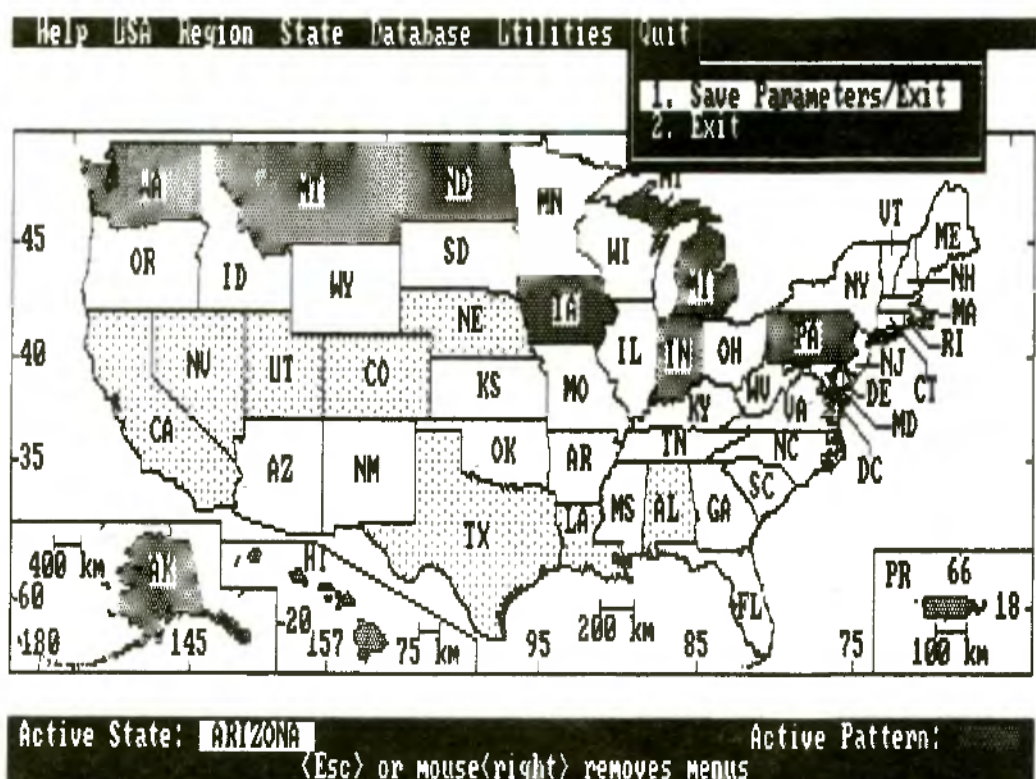 Help USA Region State Database Utilities Quit
1. Save Parameters/Exit
2. Exit
WA MT ND MN MI VT ME
45 OR ID WY SD WI MI NY NH
MA
IA NE PA RI
40 NV UT CO IL IN OH NJ CT
KS MO WV DE
CA KY VA MD
35 AZ NM OK AR TN NC DC
SC
TX LA MS AL GA
400 km AK HI PR 66
60 20 FL 18
180 145 157 75 km 95 200 km 85 75 100 km
Active State: ARIZONA Active Pattern:
<Esc> or mouse(right) removes menus